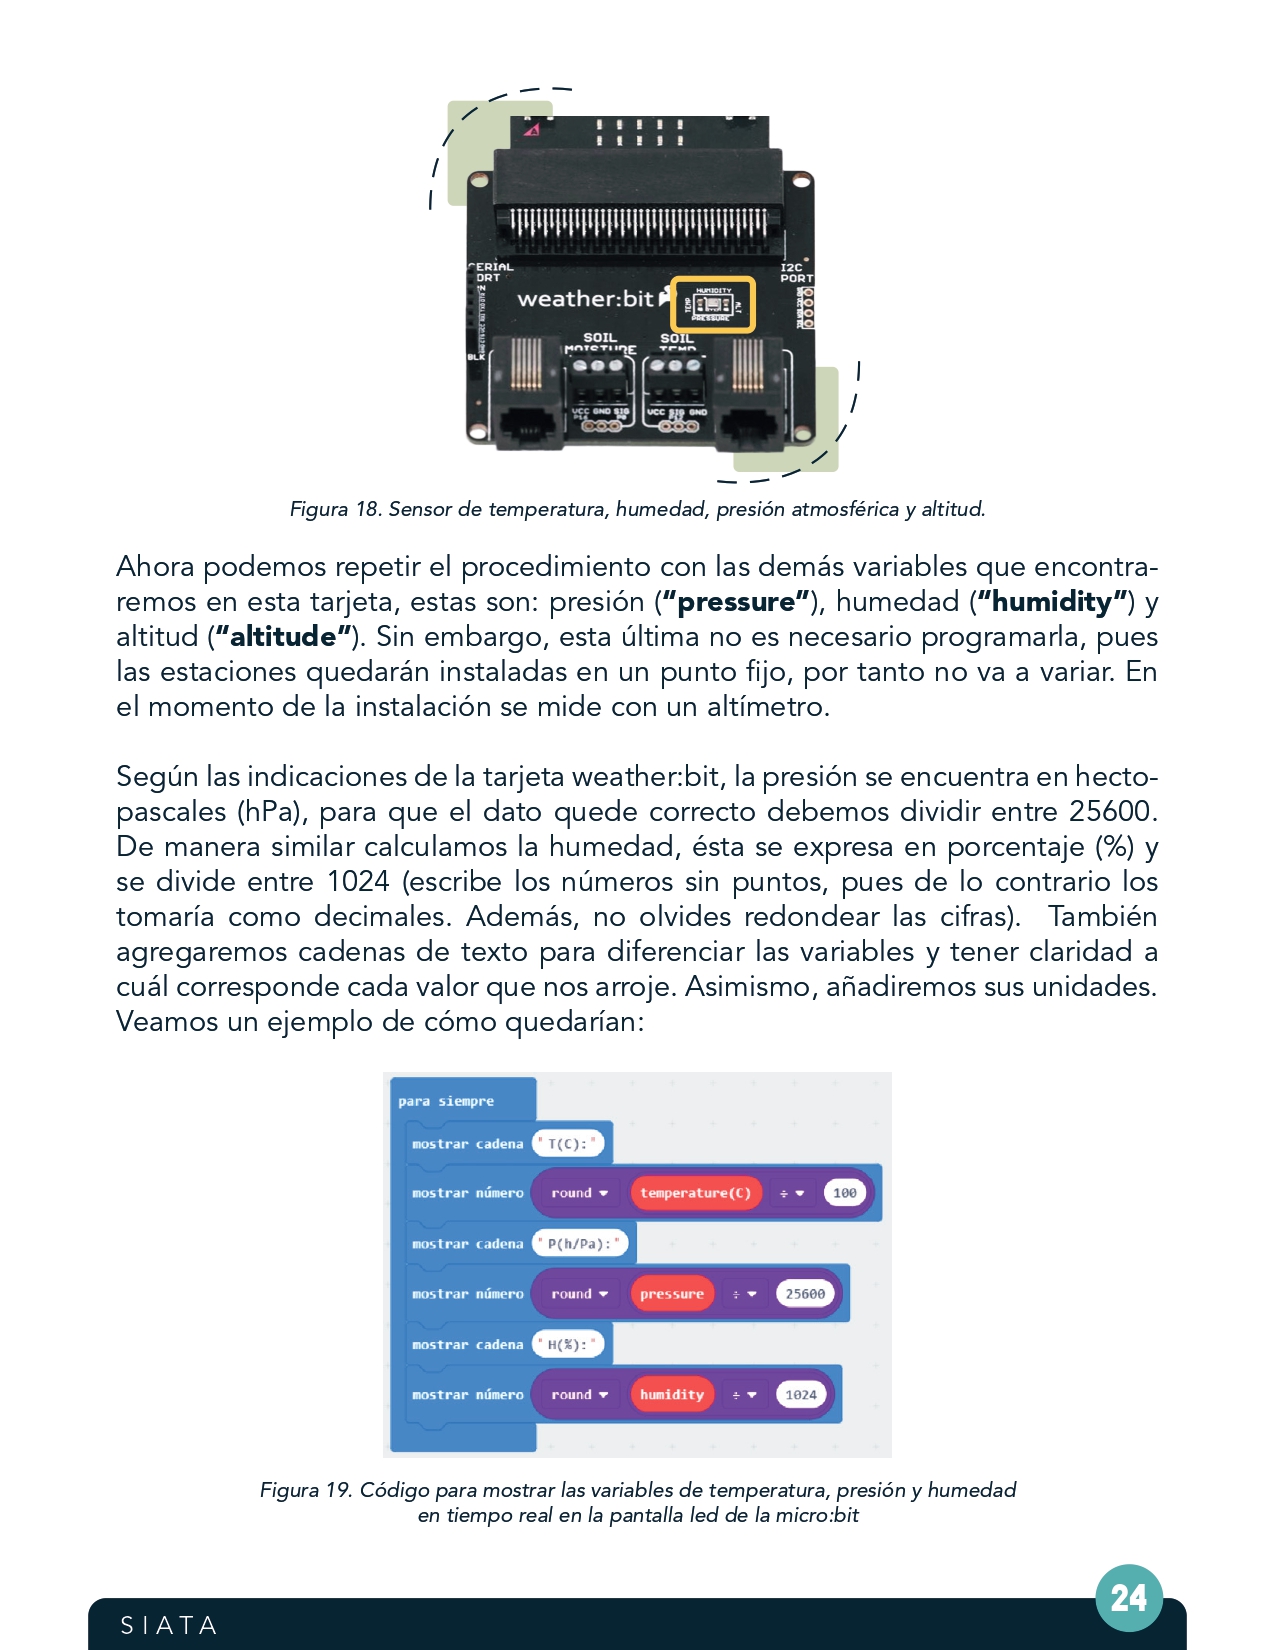 SERIAL
PORT
I2C
PORT
weather:bit
HUMIDITY
TEMP
ALT
PRESSURE
SOIL
MOISTURE
SOIL
TEMP
BLK
VCC GND SIG
P16 P0
VCC SIG GND
P12
Figura 18. Sensor de temperatura, humedad, presión atmosférica y altitud.
Ahora podemos repetir el procedimiento con las demás variables que encontra-
remos en esta tarjeta, estas son: presión (“pressure”), humedad (“humidity”) y
altitud (“altitude”). Sin embargo, esta última no es necesario programarla, pues
las estaciones quedarán instaladas en un punto fijo, por tanto no va a variar. En
el momento de la instalación se mide con un altímetro.
Según las indicaciones de la tarjeta weather:bit, la presión se encuentra en hecto-
pascales (hPa), para que el dato quede correcto debemos dividir entre 25600.
De manera similar calculamos la humedad, ésta se expresa en porcentaje (%) y
se divide entre 1024 (escribe los números sin puntos, pues de lo contrario los
tomaría como decimales. Además, no olvides redondear las cifras). También
agregaremos cadenas de texto para diferenciar las variables y tener claridad a
cuál corresponde cada valor que nos arroje. Asimismo, añadiremos sus unidades.
Veamos un ejemplo de cómo quedarían:
para siempre
mostrar cadena "T(C):"
mostrar número round temperature(C) ÷ 100
mostrar cadena "P(h/Pa):"
mostrar número round pressure ÷ 25600
mostrar cadena "H(%):"
mostrar número round humidity ÷ 1024
Figura 19. Código para mostrar las variables de temperatura, presión y humedad
en tiempo real en la pantalla led de la micro:bit
24
SIATA